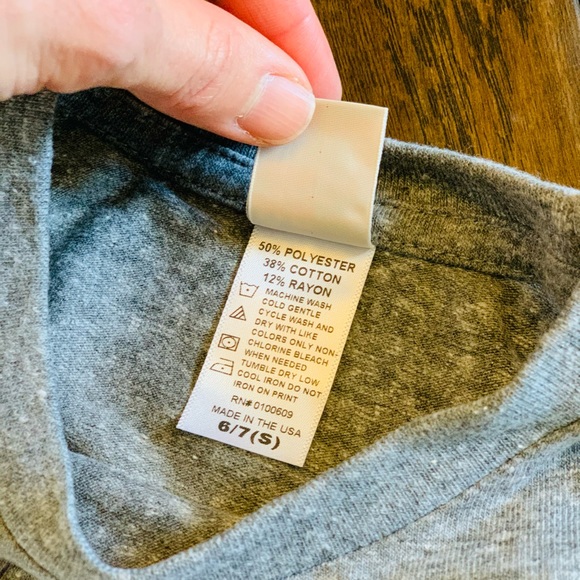 50% POLYESTER
38% COTTON
12% RAYON
MACHINE WASH
COLD GENTLE
CYCLE WASH AND
DRY WITH LIKE
COLORS ONLY NON-
CHLORINE BLEACH
WHEN NEEDED
TUMBLE DRY LOW
COOL IRON DO NOT
IRON ON PRINT
RN# 0100609
MADE IN THE USA
6/7(S)